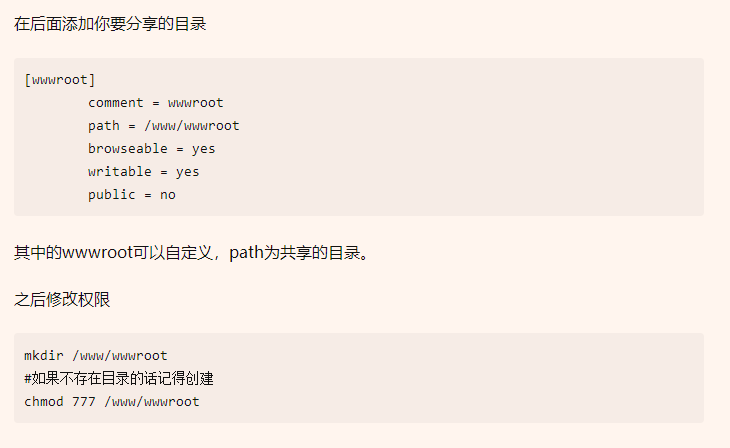 在后面添加你要分享的目录
[wwwroot]
        comment = wwwroot
        path = /www/wwwroot
        browseable = yes
        writable = yes
        public = no
其中的wwwroot可以自定义，path为共享的目录。
之后修改权限
mkdir /www/wwwroot
#如果不存在目录的话记得创建
chmod 777 /www/wwwroot